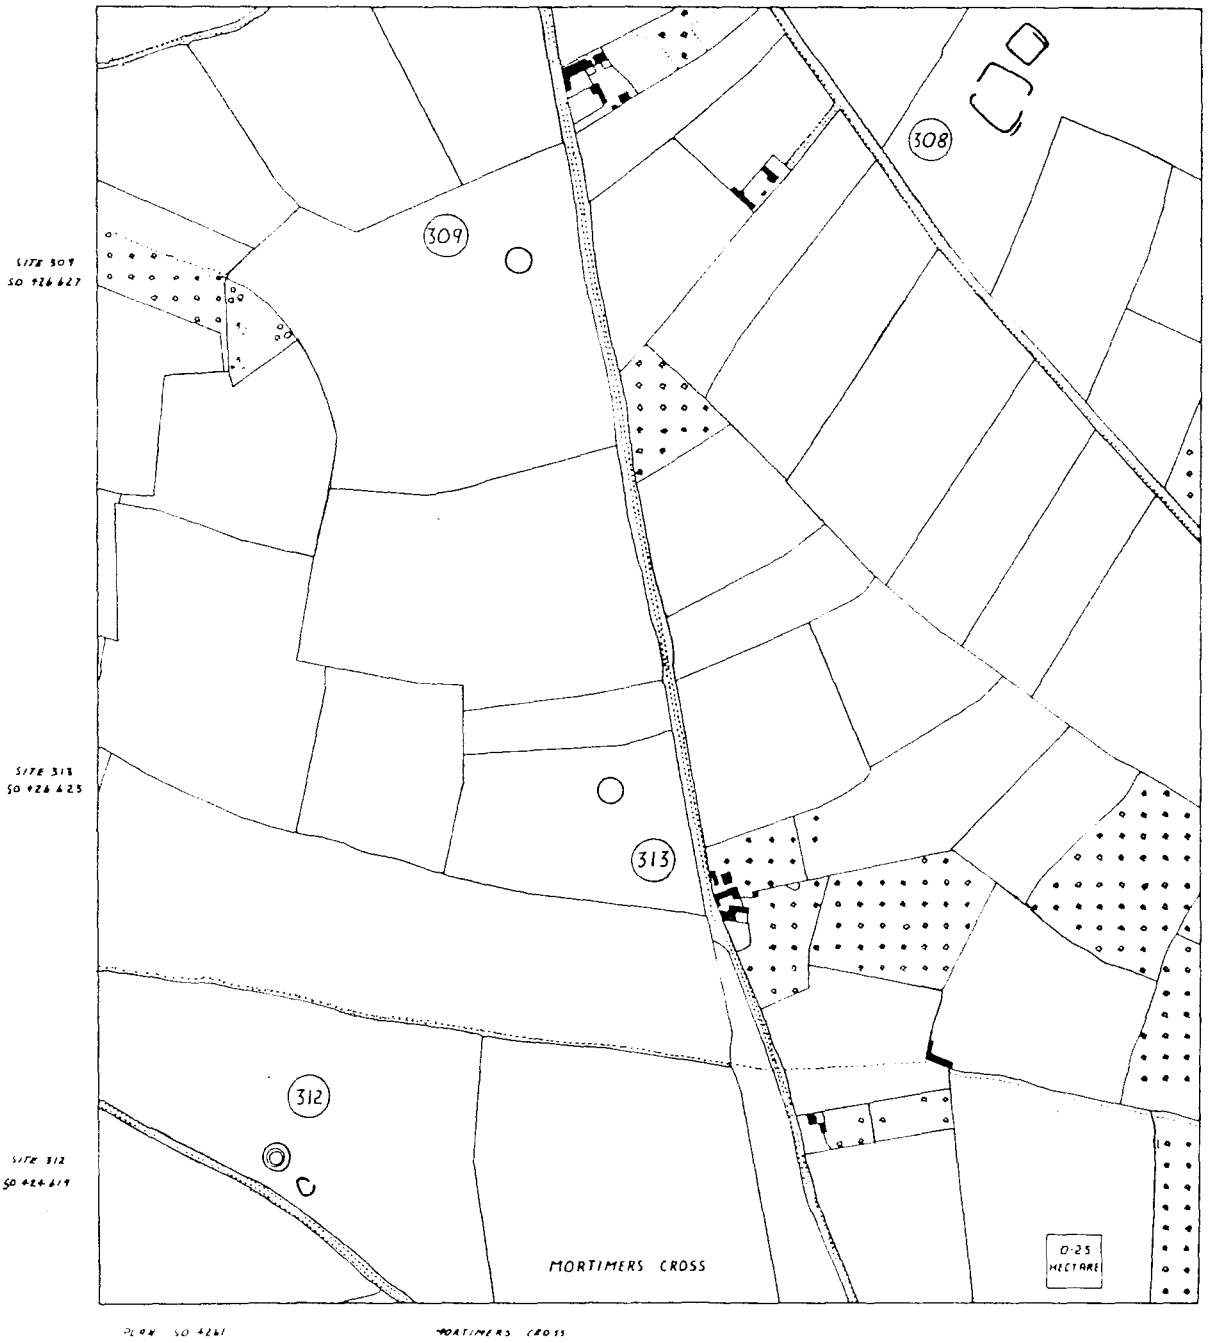 308
309
SITE 309
SO 426 627
SITE 313
SO 426 625
313
312
SITE 312
SO 424 619
MORTIMERS CROSS
0·25
HECTARE
PLAN SO 4261
MORTIMERS CROSS